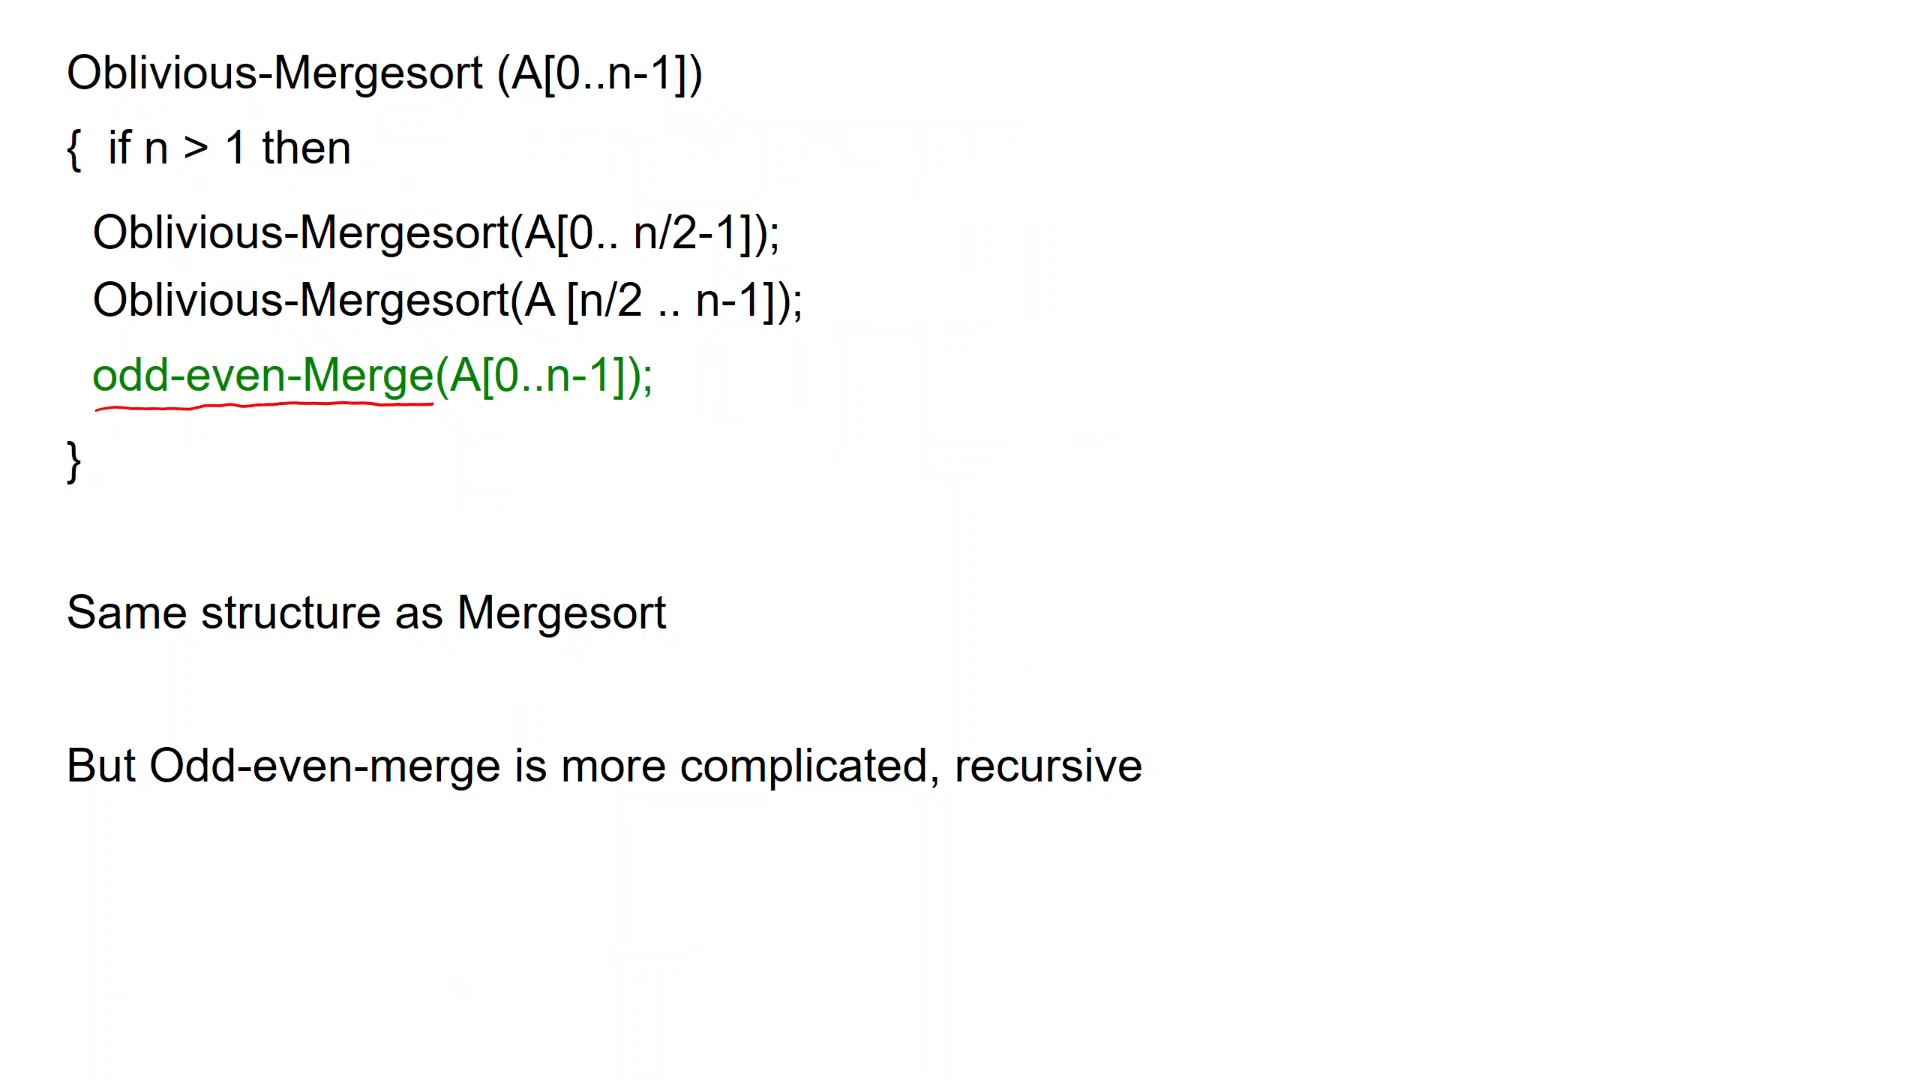 Oblivious-Mergesort (A[0..n-1])
{  if n > 1 then
Oblivious-Mergesort(A[0.. n/2-1]);
Oblivious-Mergesort(A [n/2 .. n-1]);
odd-even-Merge(A[0..n-1]);
}
Same structure as Mergesort
But Odd-even-merge is more complicated, recursive